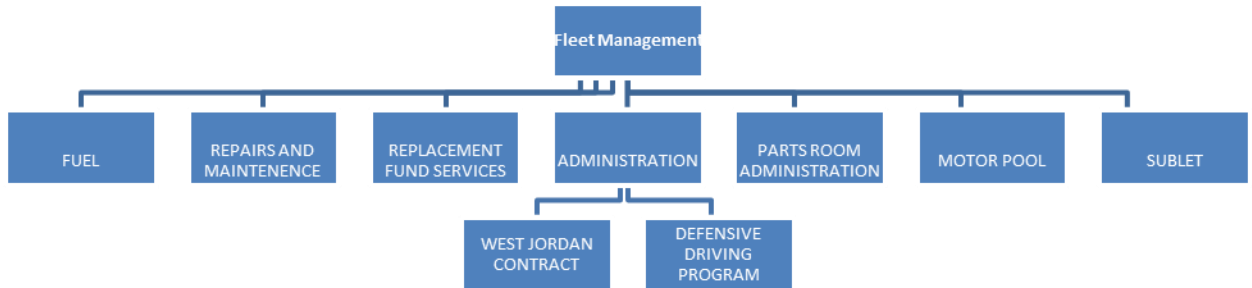 Fleet Management
FUEL
REPAIRS AND
MAINTENENCE
REPLACEMENT
FUND SERVICES
ADMINISTRATION
PARTS ROOM
ADMINISTRATION
MOTOR POOL
SUBLET
WEST JORDAN
CONTRACT
DEFENSIVE
DRIVING
PROGRAM